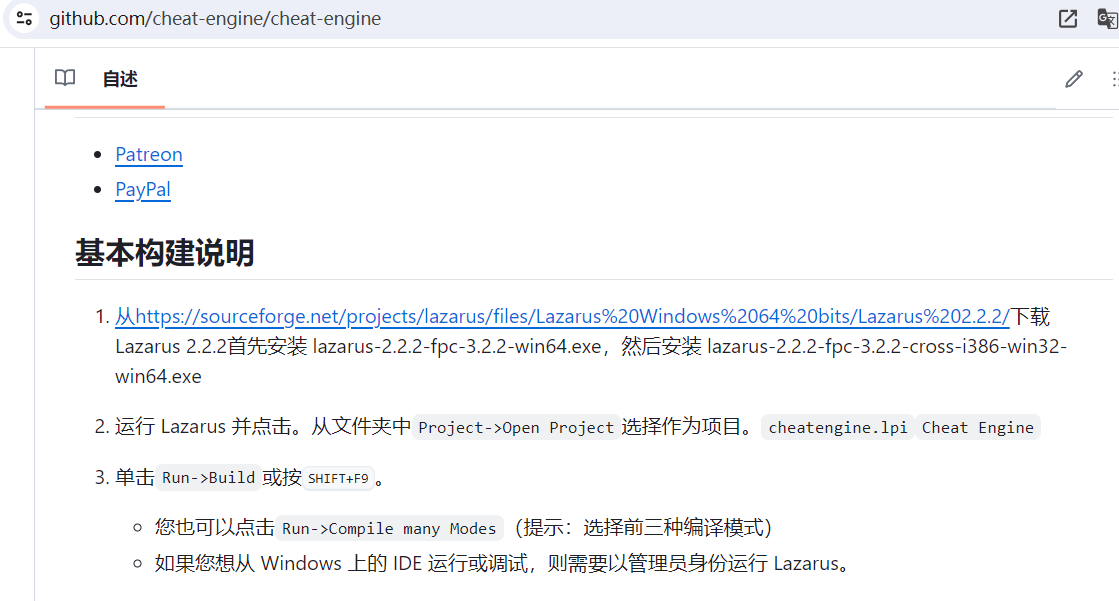 github.com/cheat-engine/cheat-engine
自述
Patreon
PayPal
基本构建说明
1. 从https://sourceforge.net/projects/lazarus/files/Lazarus%20Windows%2064%20bits/Lazarus%202.2.2/下载
Lazarus 2.2.2首先安装 lazarus-2.2.2-fpc-3.2.2-win64.exe，然后安装 lazarus-2.2.2-fpc-3.2.2-cross-i386-win32-
win64.exe
2. 运行 Lazarus 并点击。从文件夹中 Project->Open Project 选择作为项目。 cheatengine.lpi Cheat Engine
3. 单击 Run->Build 或按 SHIFT+F9 。
您也可以点击 Run->Compile many Modes （提示：选择前三种编译模式）
如果您想从 Windows 上的 IDE 运行或调试，则需要以管理员身份运行 Lazarus。